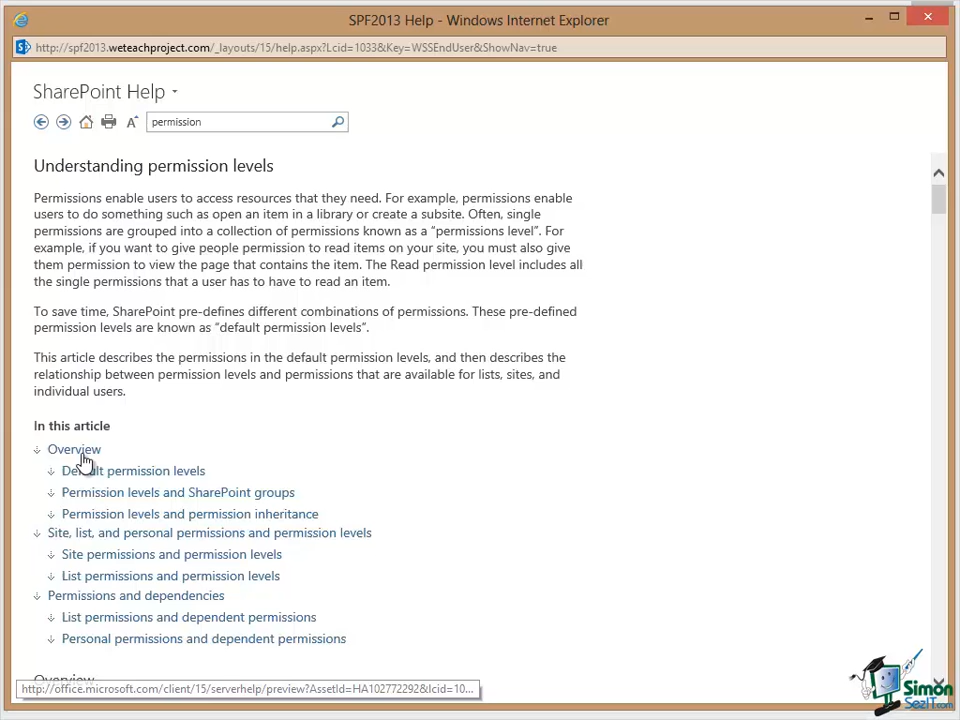 SPF2013 Help - Windows Internet Explorer
http://spf2013.weteachproject.com/_layouts/15/help.aspx?Lcid=1033&Key=WSSEndUser&ShowNav=true
SharePoint Help
permission
Understanding permission levels
Permissions enable users to access resources that they need. For example, permissions enable
users to do something such as open an item in a library or create a subsite. Often, single
permissions are grouped into a collection of permissions known as a “permissions level”. For
example, if you want to give people permission to read items on your site, you must also give
them permission to view the page that contains the item. The Read permission level includes all
the single permissions that a user has to have to read an item.
To save time, SharePoint pre-defines different combinations of permissions. These pre-defined
permission levels are known as “default permission levels”.
This article describes the permissions in the default permission levels, and then describes the
relationship between permission levels and permissions that are available for lists, sites, and
individual users.
In this article
Overview
Default permission levels
Permission levels and SharePoint groups
Permission levels and permission inheritance
Site, list, and personal permissions and permission levels
Site permissions and permission levels
List permissions and permission levels
Permissions and dependencies
List permissions and dependent permissions
Personal permissions and dependent permissions
Overview
http://office.microsoft.com/client/15/serverhelp/preview?AssetId=HA102772292&lcid=10...
Simon
SezIT.com